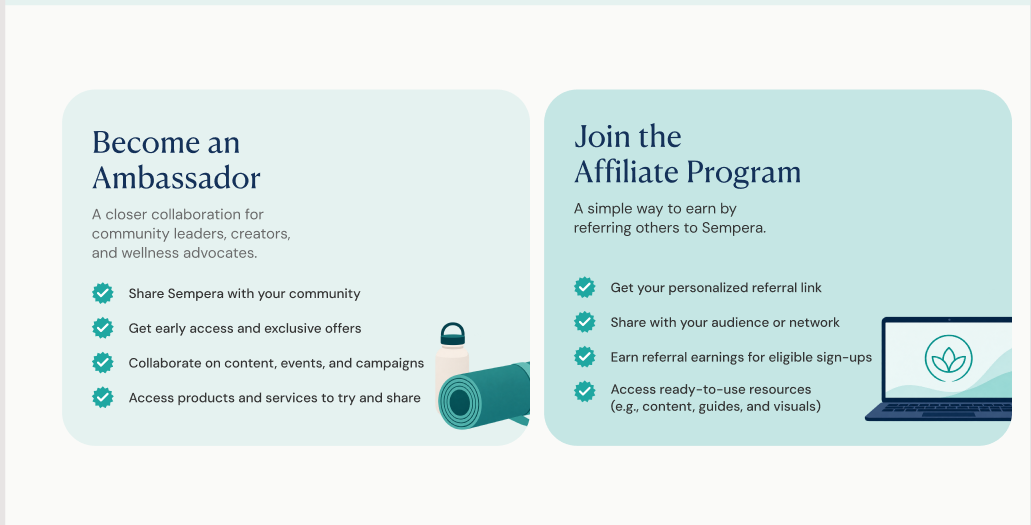 Become an
Ambassador
A closer collaboration for
community leaders, creators,
and wellness advocates.
Share Sempera with your community
Get early access and exclusive offers
Collaborate on content, events, and campaigns
Access products and services to try and share
Join the
Affiliate Program
A simple way to earn by
referring others to Sempera.
Get your personalized referral link
Share with your audience or network
Earn referral earnings for eligible sign-ups
Access ready-to-use resources
(e.g., content, guides, and visuals)